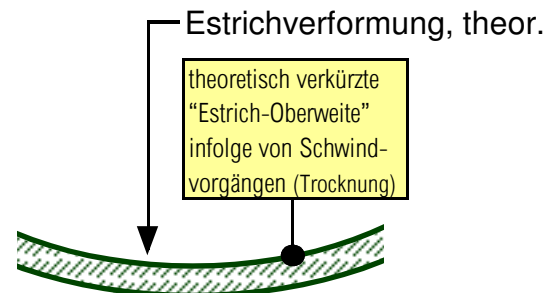 Estrichverformung, theor.
theoretisch verkürzte
“Estrich-Oberweite”
infolge von Schwind-
vorgängen (Trocknung)